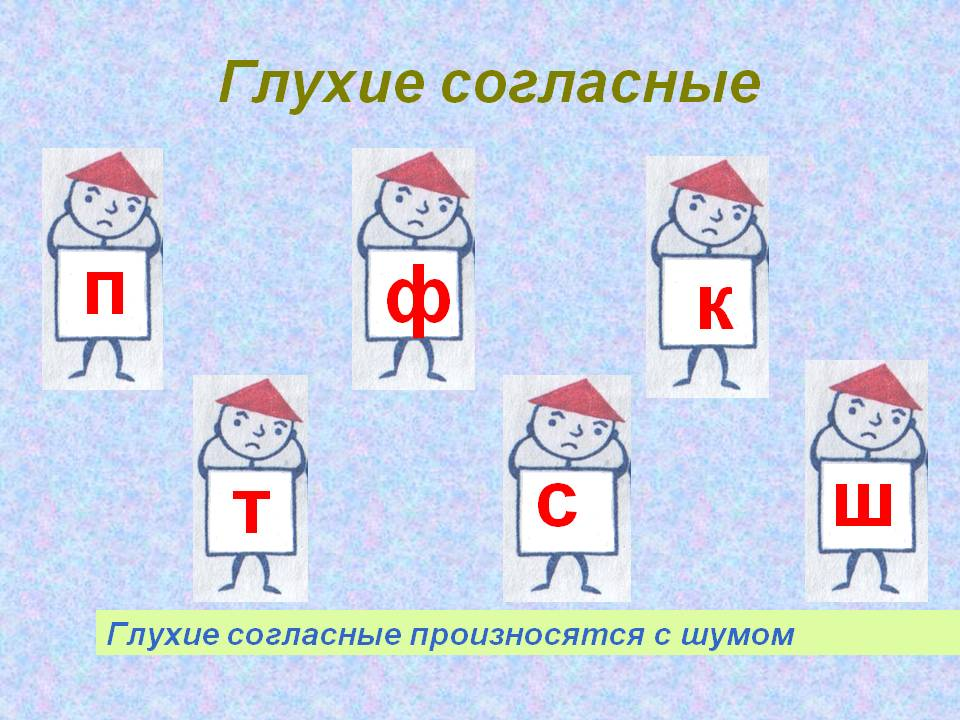 Глухие согласные
п ф к
т с ш
Глухие согласные произносятся с шумом